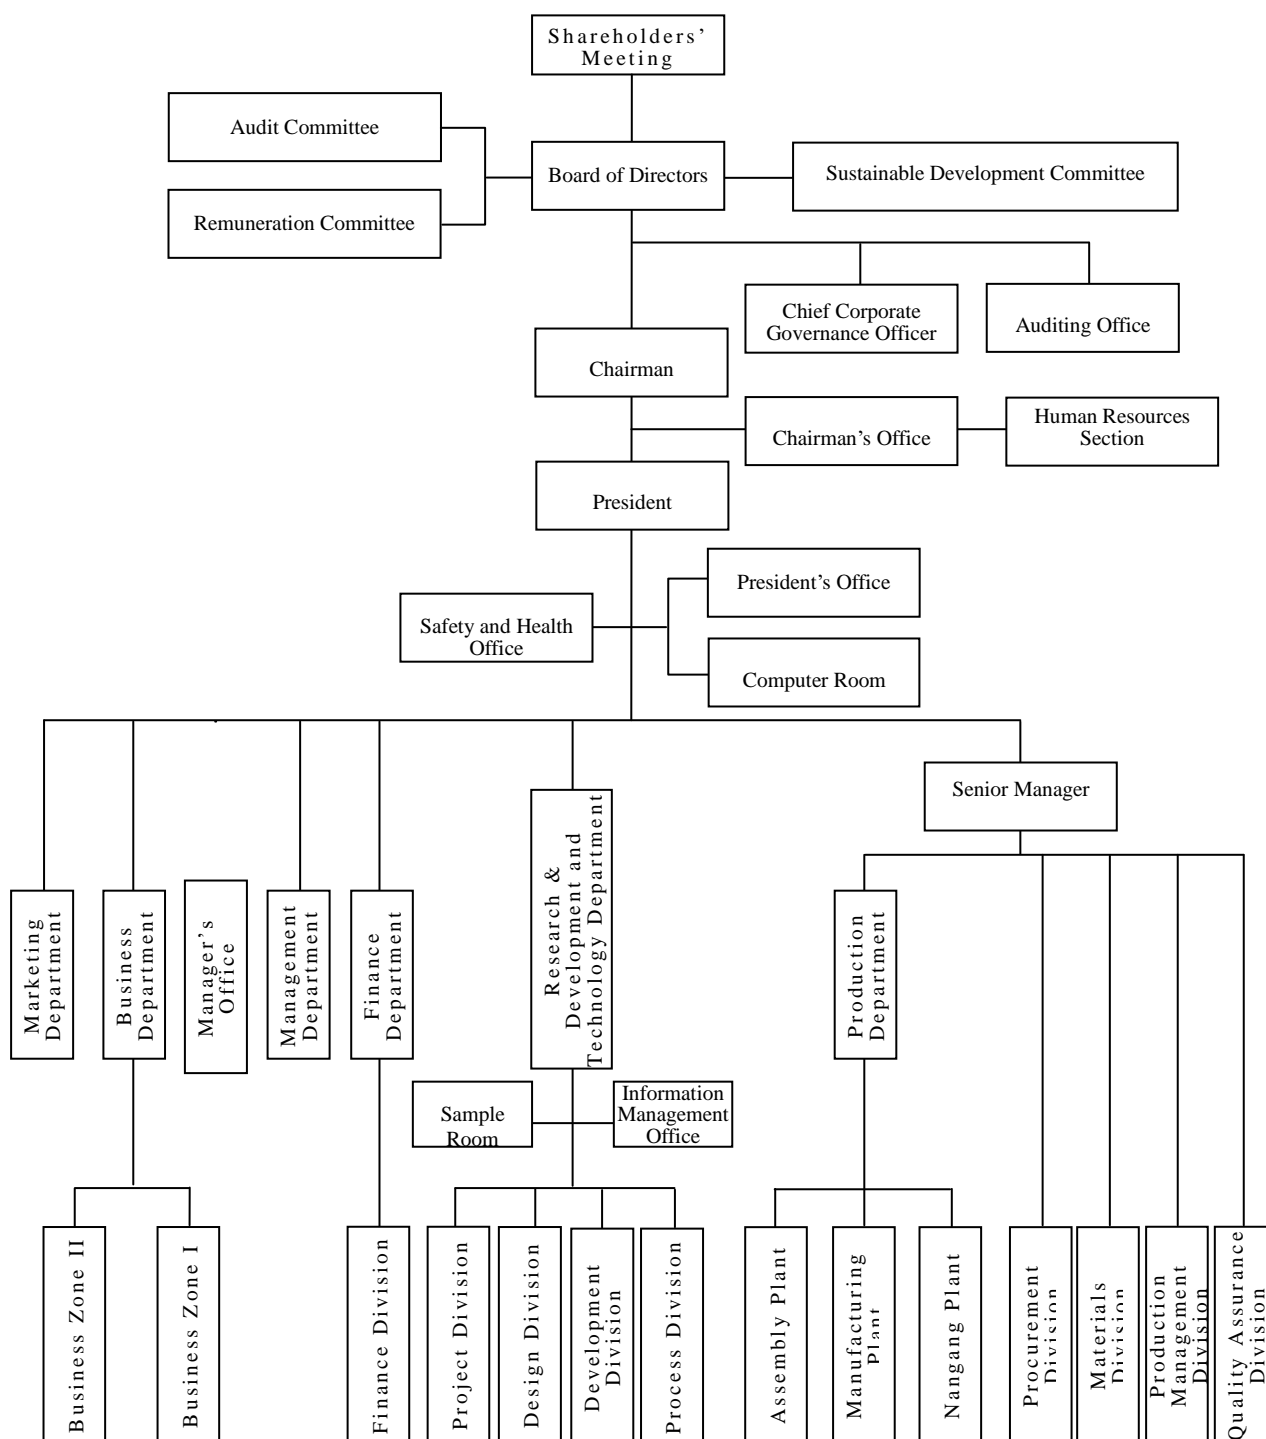 Shareholders’
Meeting
Audit Committee
Board of Directors
Sustainable Development Committee
Remuneration Committee
Chief Corporate
Governance Officer
Auditing Office
Chairman
Chairman’s Office
Human Resources
Section
President
President’s Office
Safety and Health
Office
Computer Room
Senior Manager
Marketing
Department
Business
Department
Manager’s
Office
Management
Department
Finance
Department
Research &
Development and
Technology Department
Production
Department
Sample
Room
Information
Management
Office
Business Zone II
Business Zone I
Finance Division
Project Division
Design Division
Development
Division
Process Division
Assembly Plant
Manufacturing
Plant
Nangang Plant
Procurement
Division
Materials
Division
Production
Management
Division
Quality Assurance
Division